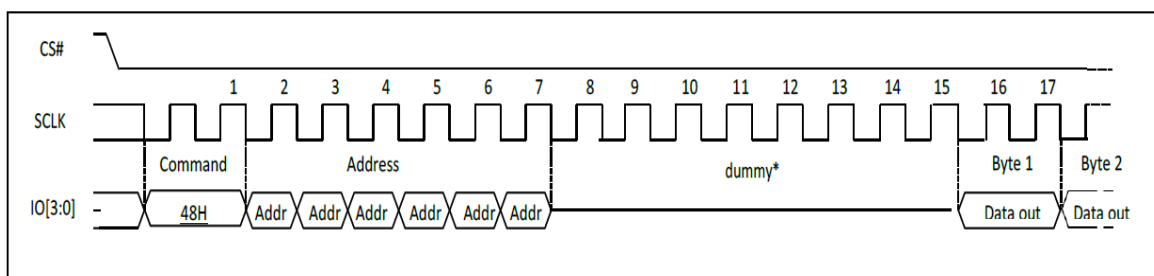 CS#
1 2 3 4 5 6 7 8 9 10 11 12 13 14 15 16 17
SCLK
Command Address dummy* Byte 1 Byte 2
IO[3:0] 48H Addr Addr Addr Addr Addr Addr Data out Data out